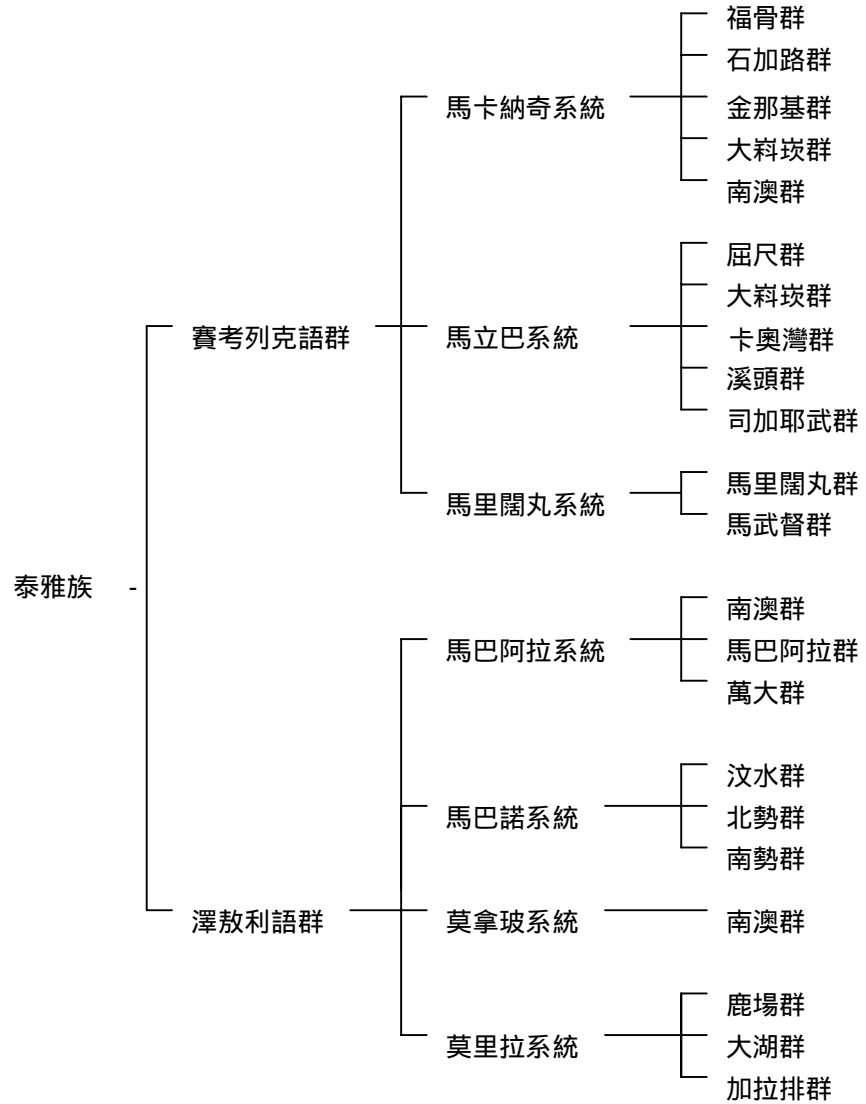 泰雅族 -
賽考列克語群
馬卡納奇系統
福骨群
石加路群
金那基群
大嵙崁群
南澳群
馬立巴系統
屈尺群
大嵙崁群
卡奧灣群
溪頭群
司加耶武群
馬里闊丸系統
馬里闊丸群
馬武督群
澤敖利語群
馬巴阿拉系統
南澳群
馬巴阿拉群
萬大群
馬巴諾系統
汶水群
北勢群
南勢群
莫拿玻系統
南澳群
莫里拉系統
鹿場群
大湖群
加拉排群